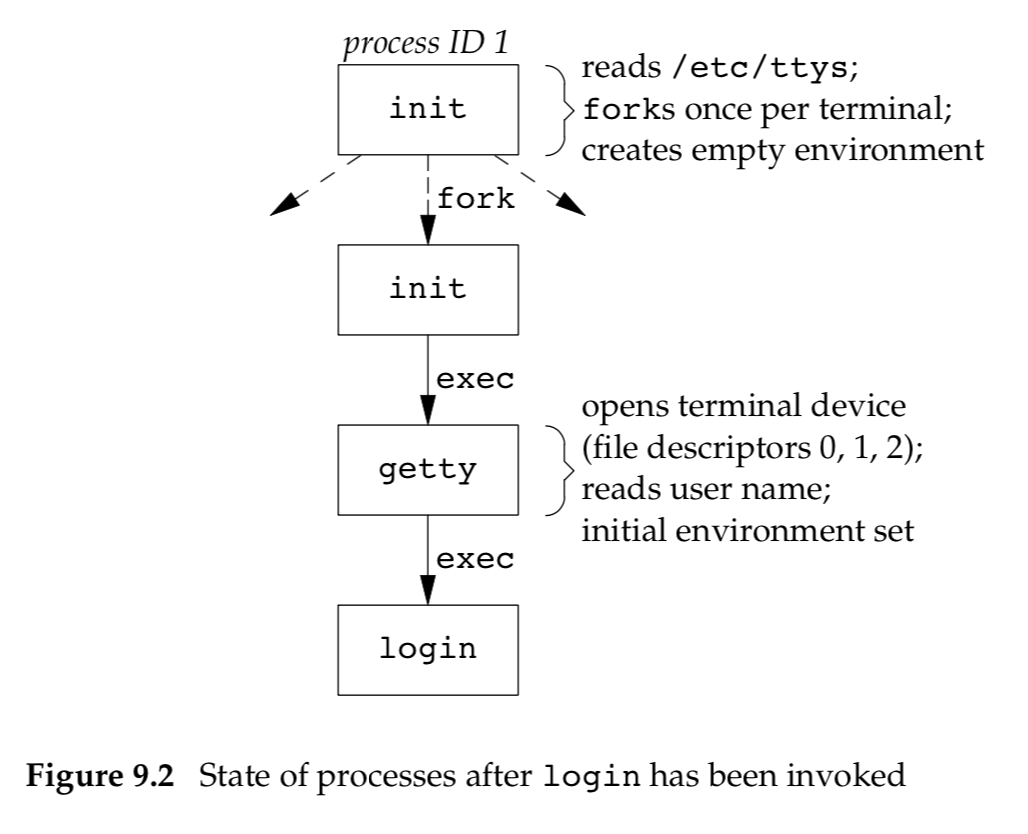 process ID 1
init
reads /etc/ttys;
forks once per terminal;
creates empty environment
fork
init
exec
getty
opens terminal device
(file descriptors 0, 1, 2);
reads user name;
initial environment set
exec
login
Figure 9.2 State of processes after login has been invoked